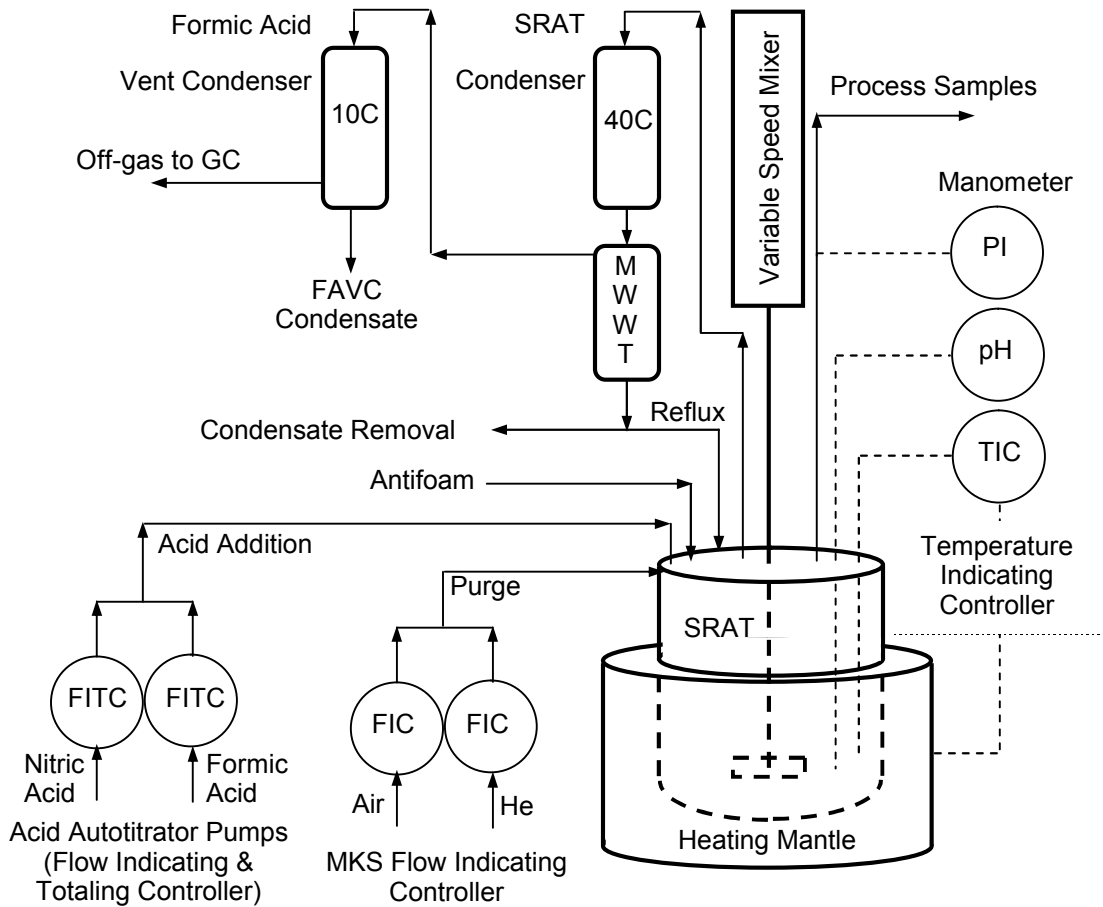 Formic Acid
Vent Condenser
10C
Off-gas to GC
FAVC
Condensate
SRAT
Condenser
40C
M
W
W
T
Variable Speed Mixer
Process Samples
Manometer
PI
pH
TIC
Temperature
Indicating
Controller
Reflux
Condensate Removal
Antifoam
Acid Addition
Purge
SRAT
Heating Mantle
FITC
FITC
Nitric
Acid
Formic
Acid
Acid Autotitrator Pumps
(Flow Indicating &
Totaling Controller)
FIC
FIC
Air
He
MKS Flow Indicating
Controller